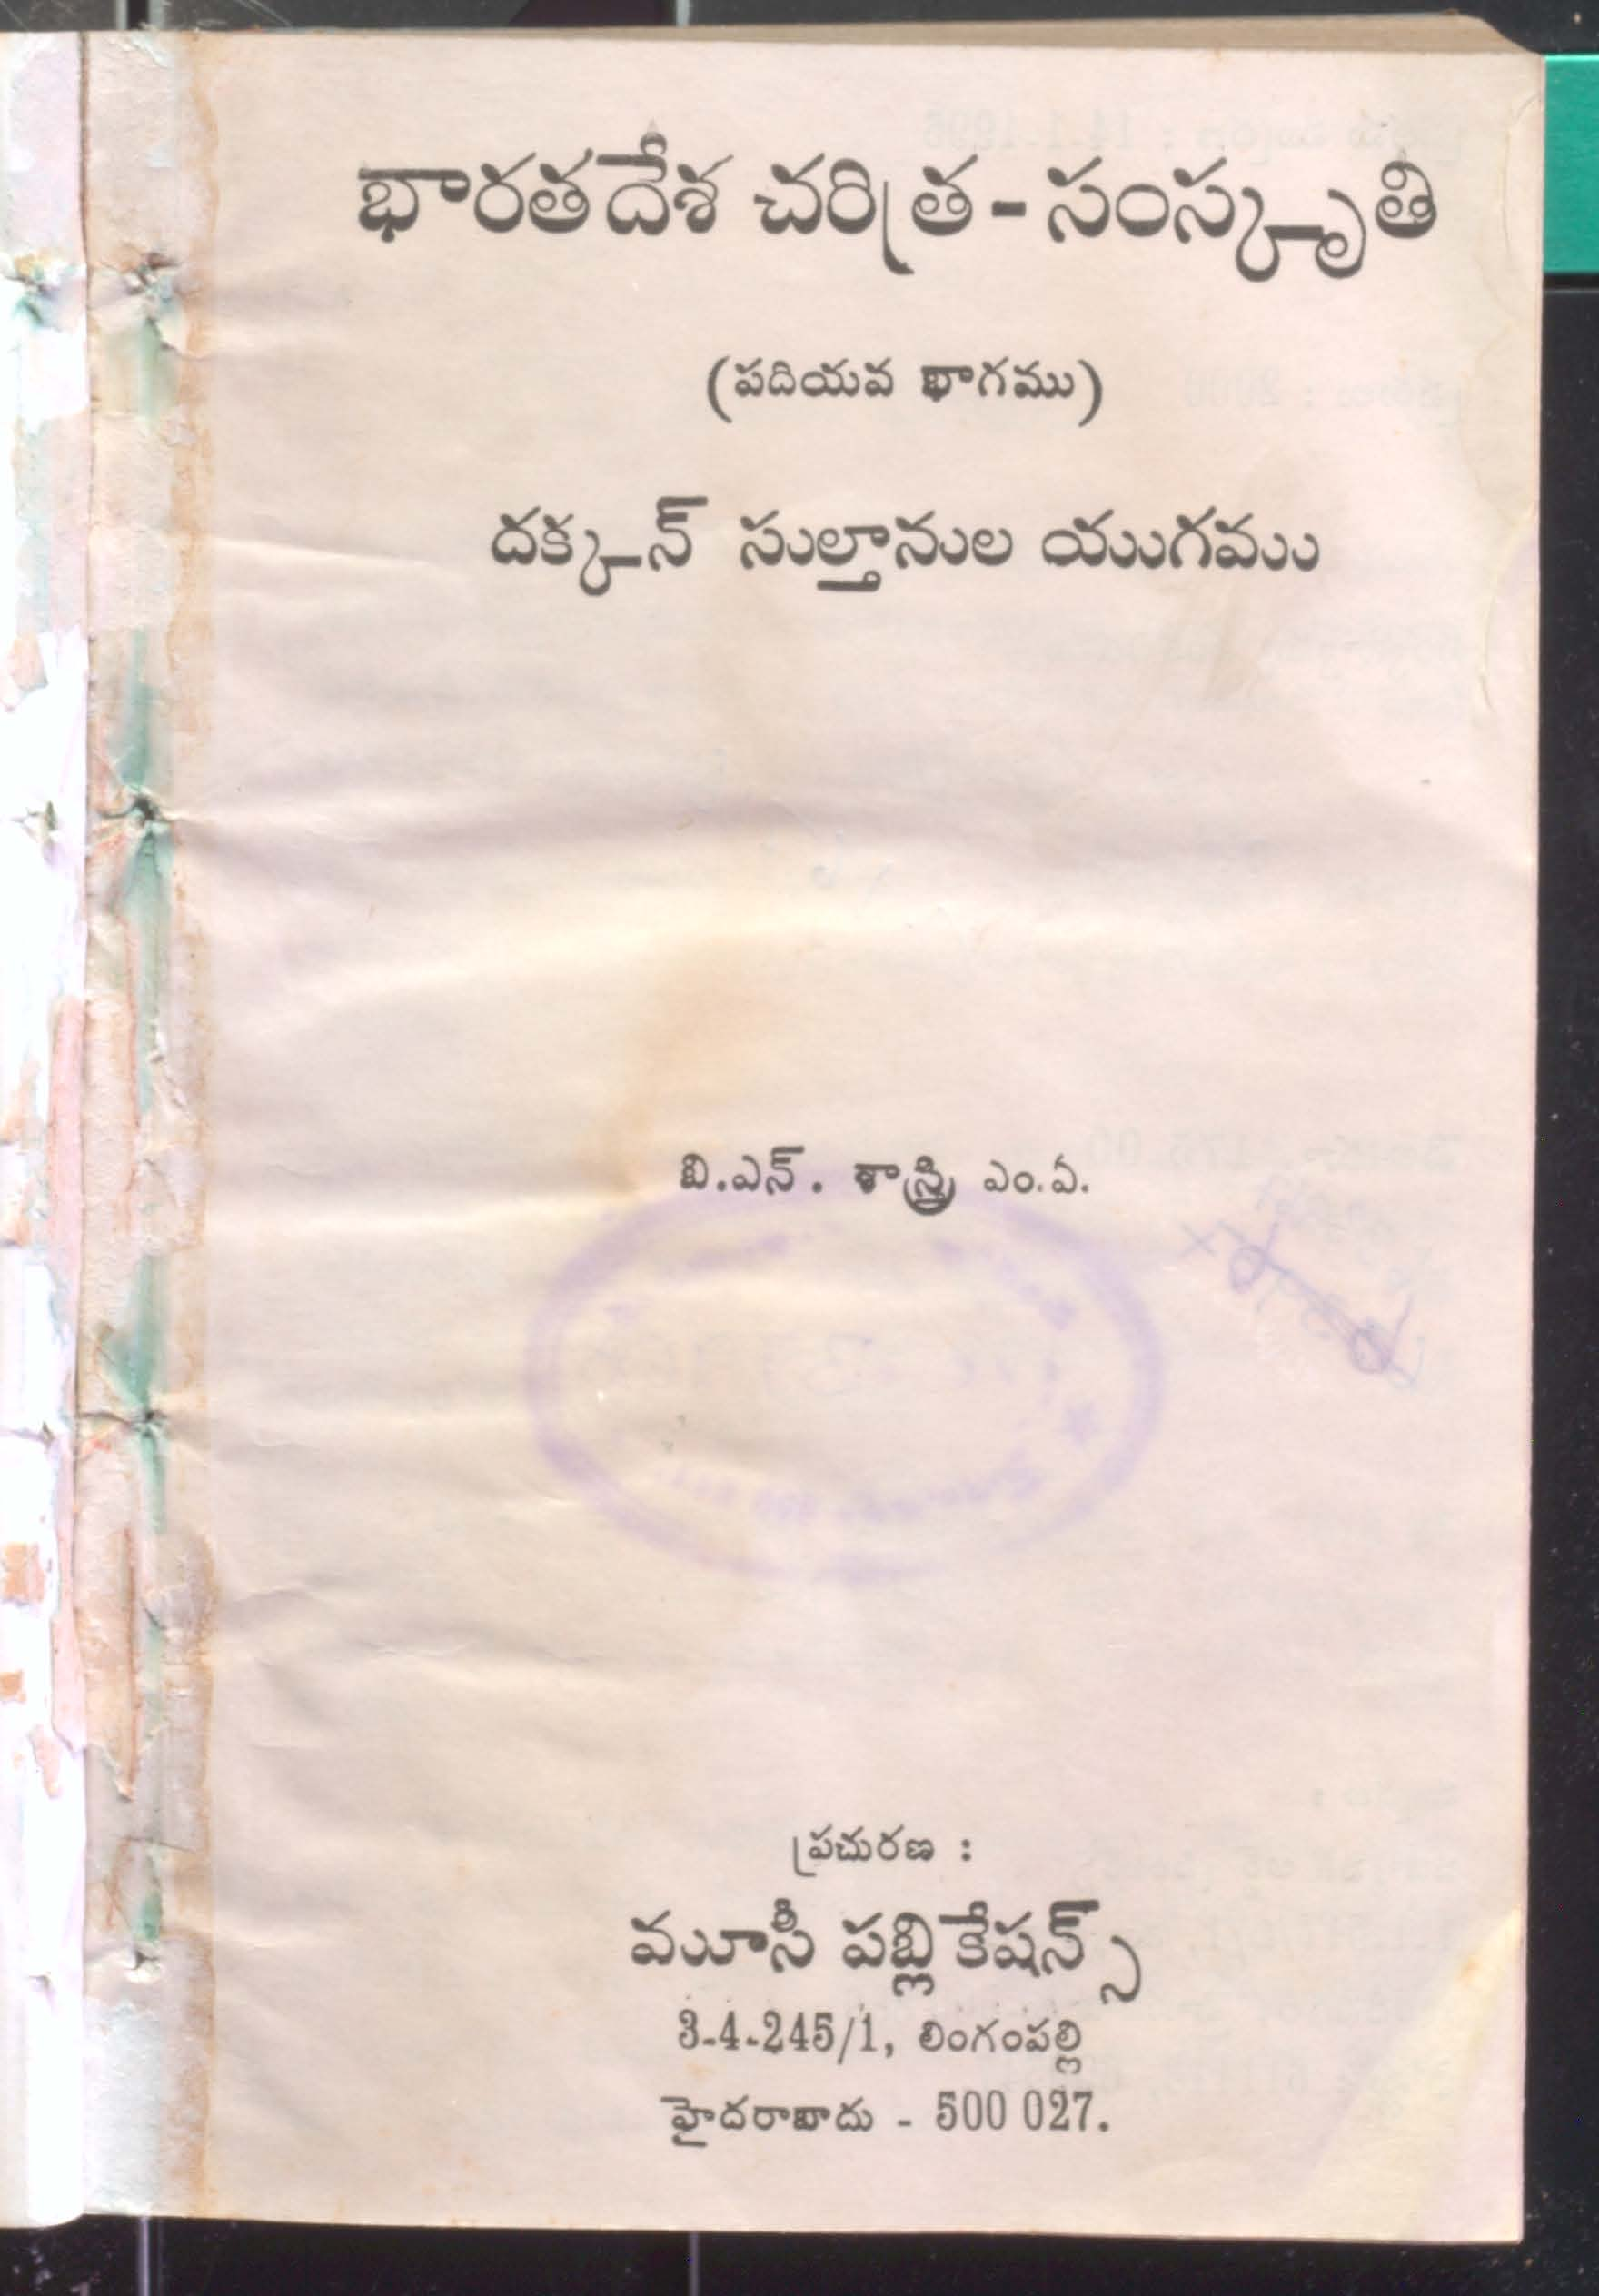 భారతదేశ చరిత్ర - సంస్కృతి
(పదియవ భాగము)
దక్కన్ సుల్తానుల యుగము
బి.ఎన్. శాస్త్రి ఎం.ఏ.
ప్రచురణ :
మూసీ పబ్లికేషన్స్
3-4-245/1, లింగంపల్లి
హైదరాబాదు - 500 027.